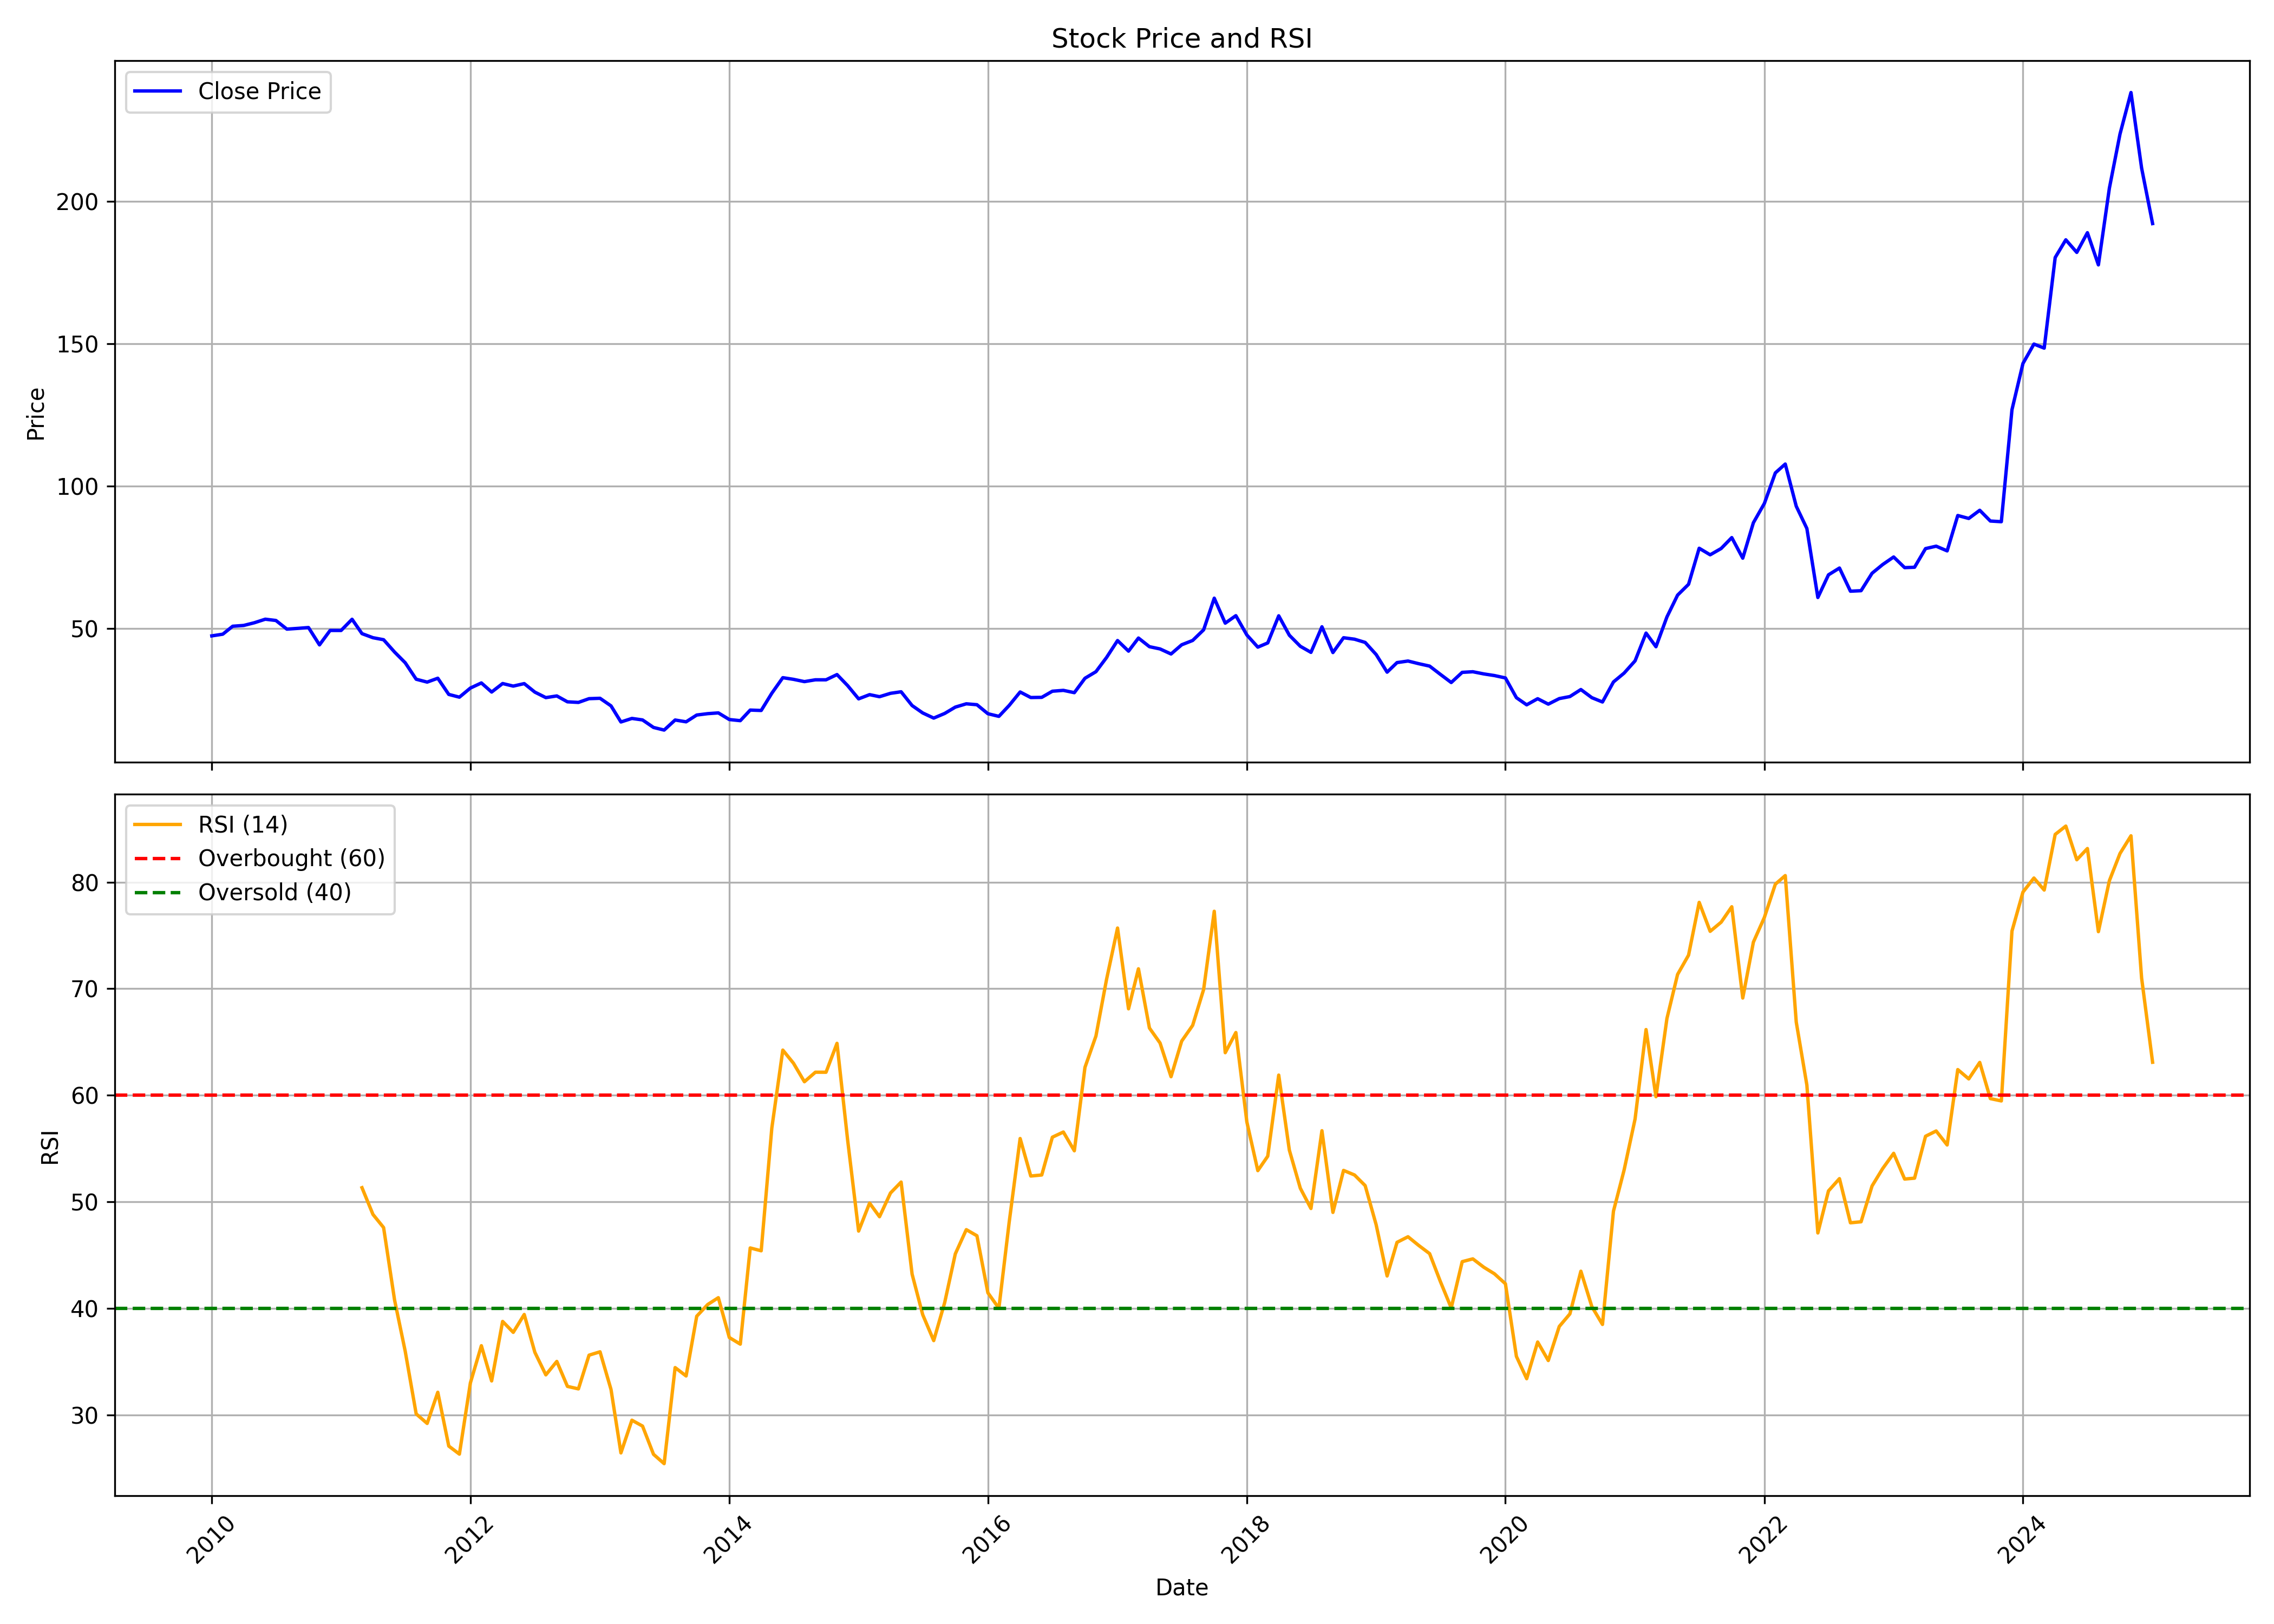 Stock Price and RSI
Close Price
200
150
100
50
Price
RSI (14)
Overbought (60)
Oversold (40)
80
70
60
50
40
30
RSI
2010
2012
2014
2016
2018
2020
2022
2024
Date